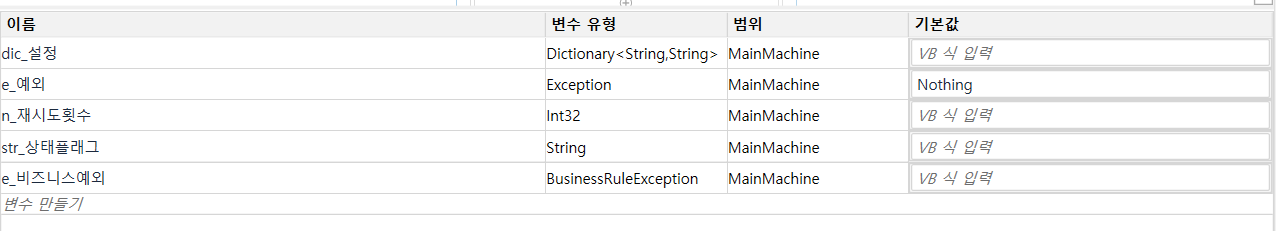 이름 변수 유형 범위 기본값
dic_설정 Dictionary<String,String> MainMachine VB 식 입력
e_예외 Exception MainMachine Nothing
n_재시도횟수 Int32 MainMachine VB 식 입력
str_상태플래그 String MainMachine VB 식 입력
e_비즈니스예외 BusinessRuleException MainMachine VB 식 입력
변수 만들기